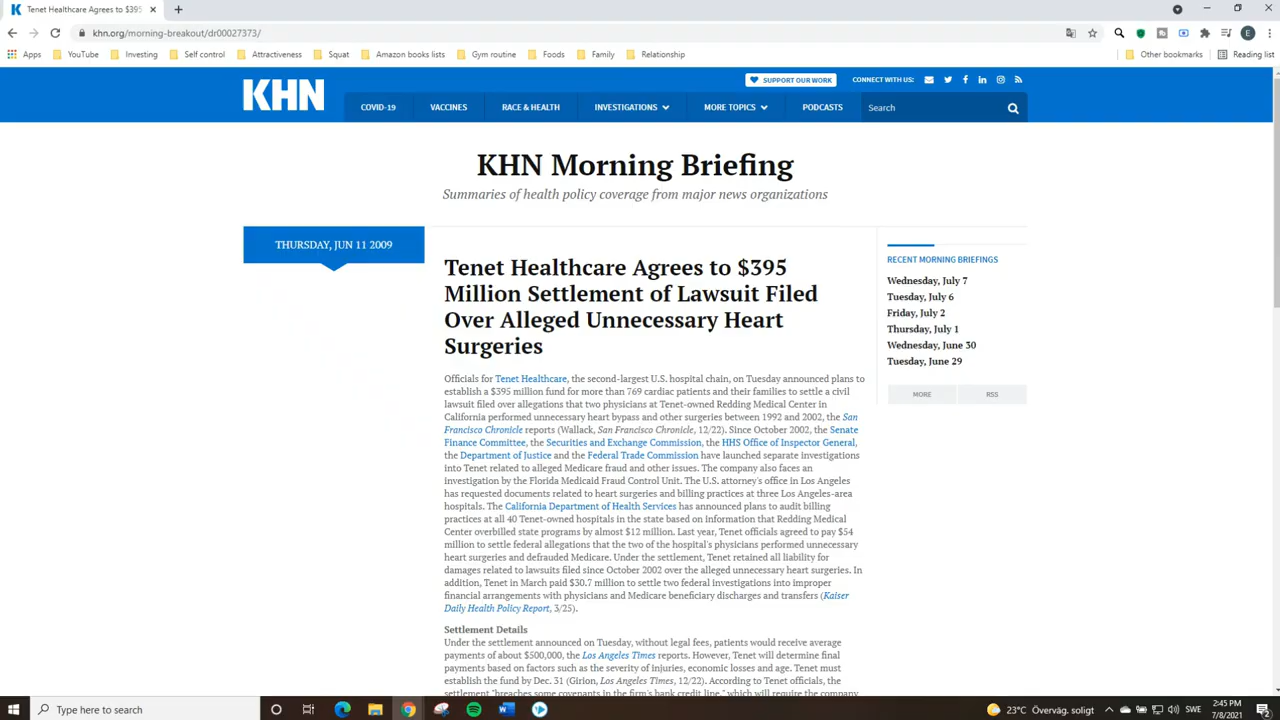 Tenet Healthcare Agrees to $395
khn.org/morning-breakout/dr00027373/
E
Apps YouTube Investing Self control Attractiveness Squat Amazon books lists Gym routine Foods Family Relationship Other bookmarks Reading list
SUPPORT OUR WORK CONNECT WITH US:
KHN
COVID-19 VACCINES RACE & HEALTH INVESTIGATIONS MORE TOPICS PODCASTS Search
KHN Morning Briefing
Summaries of health policy coverage from major news organizations
THURSDAY, JUN 11 2009
Tenet Healthcare Agrees to $395
Million Settlement of Lawsuit Filed
Over Alleged Unnecessary Heart
Surgeries
Officials for Tenet Healthcare, the second-largest U.S. hospital chain, on Tuesday announced plans to
establish a $395 million fund for more than 769 cardiac patients and their families to settle a civil
lawsuit filed over allegations that two physicians at Tenet-owned Redding Medical Center in
California performed unnecessary heart bypass and other surgeries between 1992 and 2002, the San
Francisco Chronicle reports (Wallack, San Francisco Chronicle, 12/22). Since October 2002, the Senate
Finance Committee, the Securities and Exchange Commission, the HHS Office of Inspector General,
the Department of Justice and the Federal Trade Commission have launched separate investigations
into Tenet related to alleged Medicare fraud and other issues. The company also faces an
investigation by the Florida Medicaid Fraud Control Unit. The U.S. attorney's office in Los Angeles
has requested documents related to heart surgeries and billing practices at three Los Angeles-area
hospitals. The California Department of Health Services has announced plans to audit billing
practices at all 40 Tenet-owned hospitals in the state based on information that Redding Medical
Center overbilled state programs by almost $12 million. Last year, Tenet officials agreed to pay $54
million to settle federal allegations that the two of the hospital's physicians performed unnecessary
heart surgeries and defrauded Medicare. Under the settlement, Tenet retained all liability for
damages related to lawsuits filed since October 2002 over the alleged unnecessary heart surgeries. In
addition, Tenet in March paid $30.7 million to settle two federal investigations into improper
financial arrangements with physicians and Medicare beneficiary discharges and transfers (Kaiser
Daily Health Policy Report, 3/25).
Settlement Details
Under the settlement announced on Tuesday, without legal fees, patients would receive average
payments of about $500,000, the Los Angeles Times reports. However, Tenet will determine final
payments based on factors such as the severity of injuries, economic losses and age. Tenet must
establish the fund by Dec. 31 (Girion, Los Angeles Times, 12/22). According to Tenet officials, the
settlement "breaches some covenants in the firm's bank credit line," which will require the company
RECENT MORNING BRIEFINGS
Wednesday, July 7
Tuesday, July 6
Friday, July 2
Thursday, July 1
Wednesday, June 30
Tuesday, June 29
MORE RSS
Type here to search
23°C Överväg. soligt
SWE
2:45 PM
7/8/2021
2